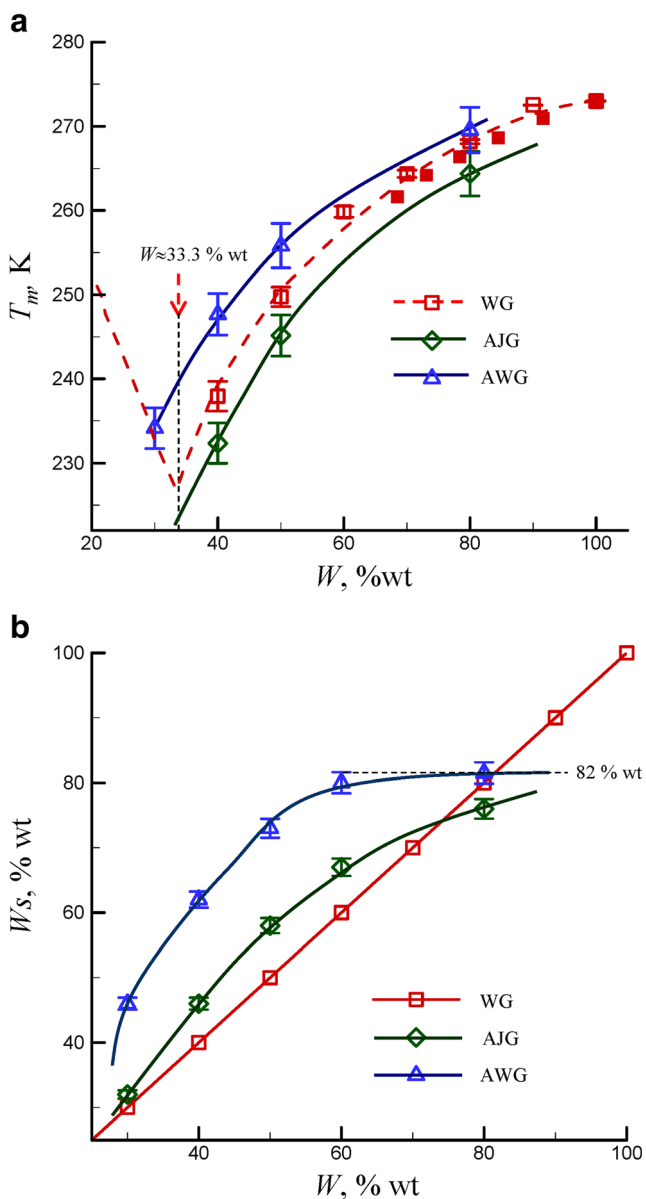 a
280
270
260
250
240
230
T_m, K
W≈33.3 % wt
WG
AJG
AWG
20 40 60 80 100
W, %wt
b
100
80
60
40
Ws, % wt
82 % wt
WG
AJG
AWG
40 60 80 100
W, % wt